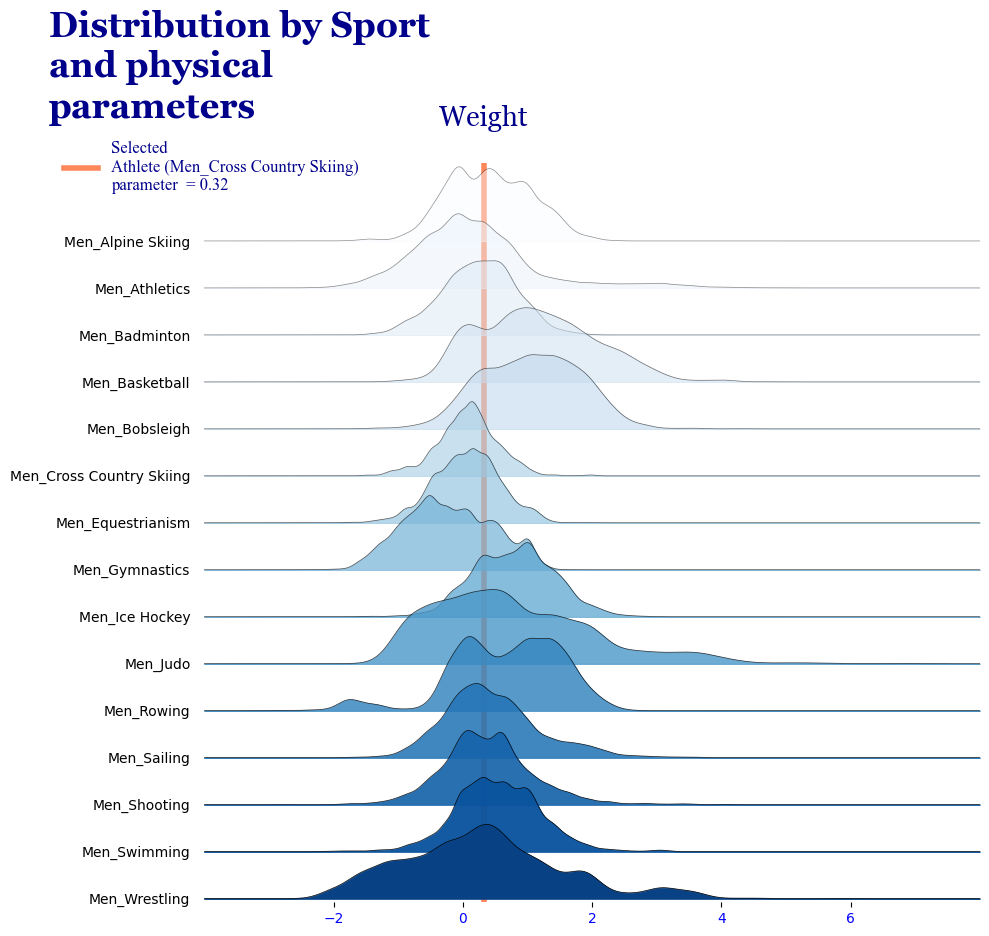 Distribution by Sport
and physical
parameters
Weight
Selected
Athlete (Men_Cross Country Skiing)
parameter  = 0.32
Men_Alpine Skiing
Men_Athletics
Men_Badminton
Men_Basketball
Men_Bobsleigh
Men_Cross Country Skiing
Men_Equestrianism
Men_Gymnastics
Men_Ice Hockey
Men_Judo
Men_Rowing
Men_Sailing
Men_Shooting
Men_Swimming
Men_Wrestling
−2 0 2 4 6